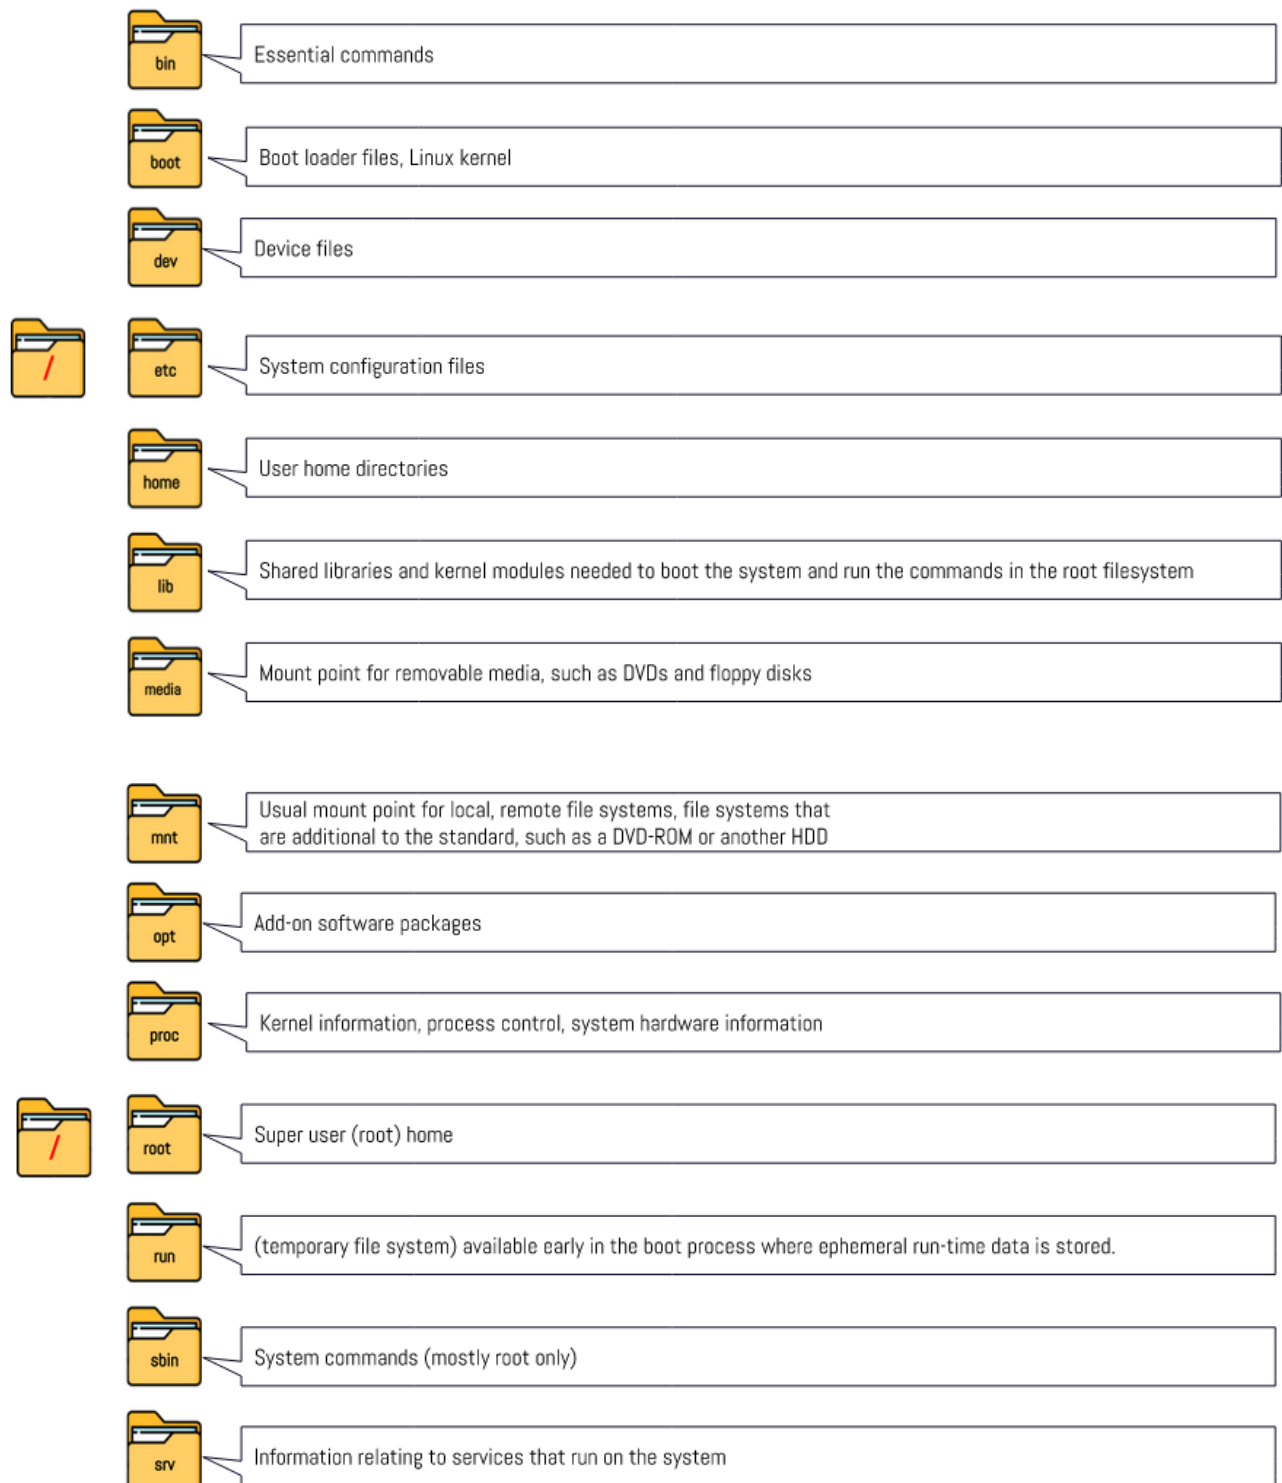 bin
Essential commands
boot
Boot loader files, Linux kernel
dev
Device files
/
etc
System configuration files
home
User home directories
lib
Shared libraries and kernel modules needed to boot the system and run the commands in the root filesystem
media
Mount point for removable media, such as DVDs and floppy disks
mnt
Usual mount point for local, remote file systems, file systems that
are additional to the standard, such as a DVD-ROM or another HDD
opt
Add-on software packages
proc
Kernel information, process control, system hardware information
/
root
Super user (root) home
run
(temporary file system) available early in the boot process where ephemeral run-time data is stored.
sbin
System commands (mostly root only)
srv
Information relating to services that run on the system